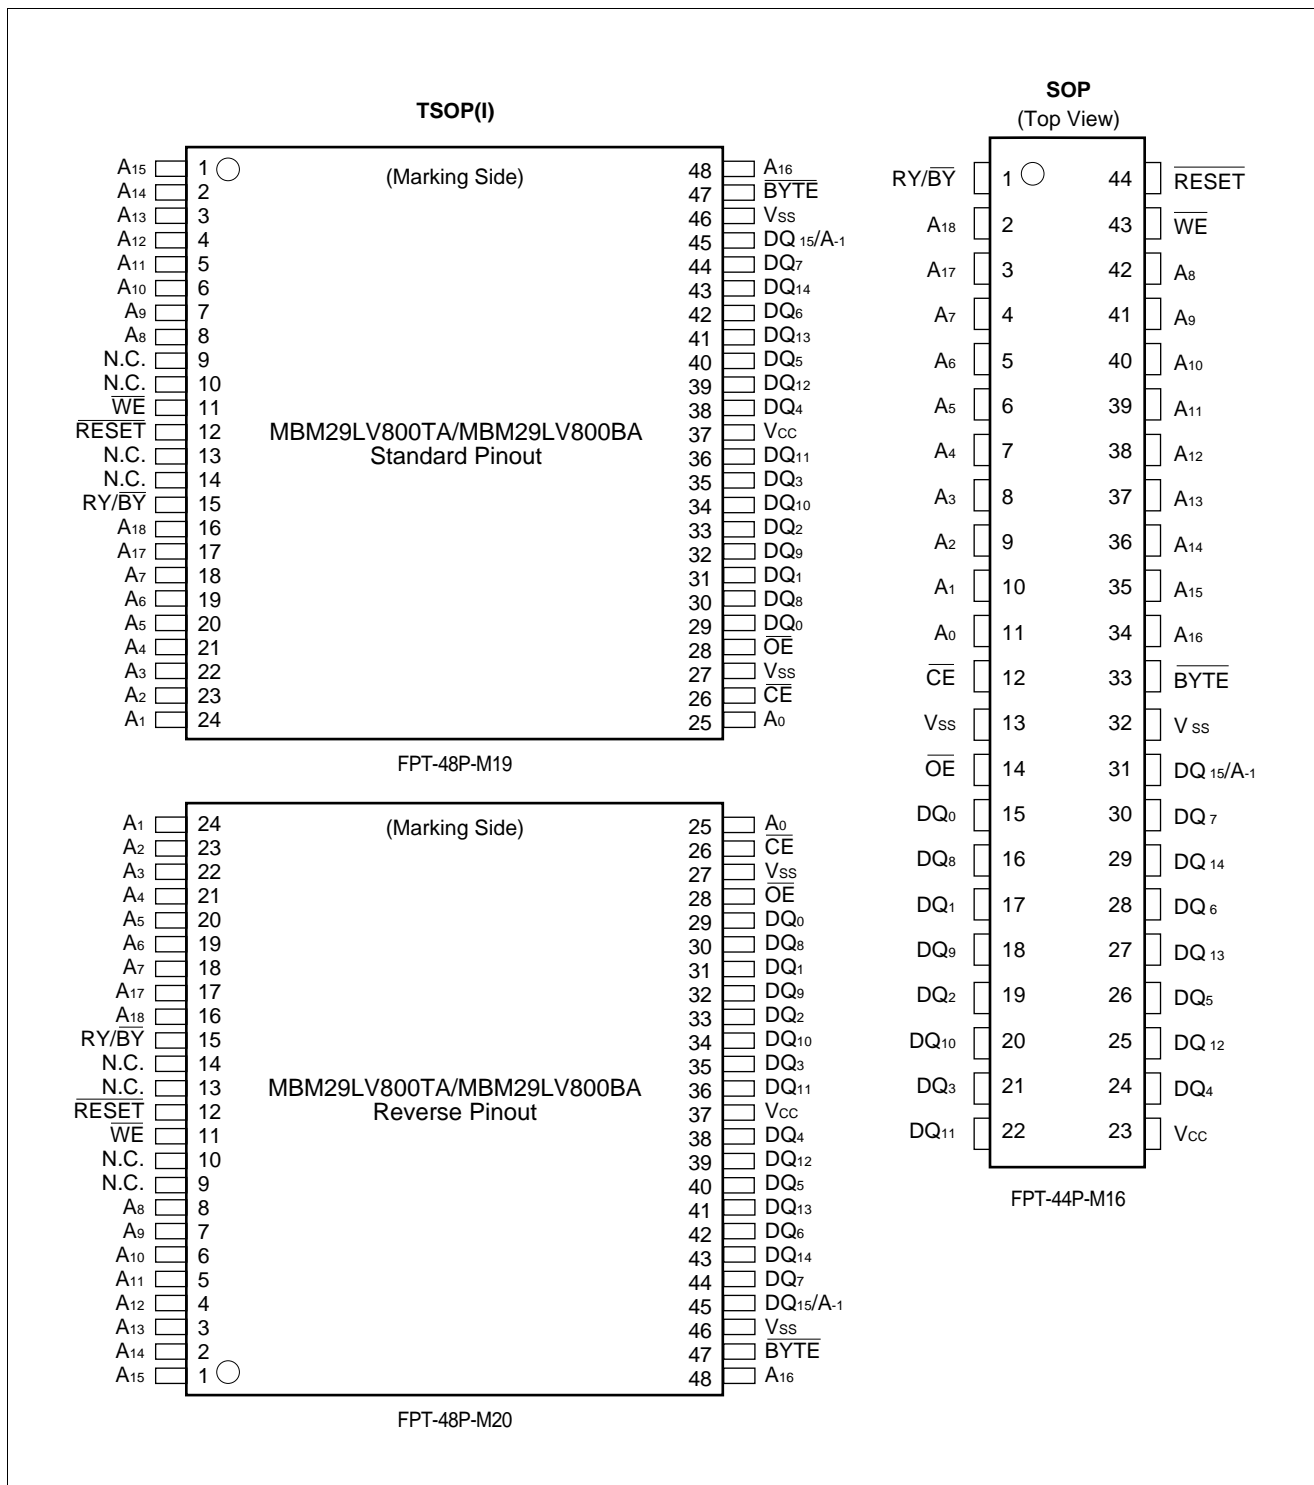 TSOP(I)
(Marking Side)
A15 1 48 A16
A14 2 47 BYTE
A13 3 46 VSS
A12 4 45 DQ 15/A-1
A11 5 44 DQ7
A10 6 43 DQ14
A9 7 42 DQ6
A8 8 41 DQ13
N.C. 9 40 DQ5
N.C. 10 39 DQ12
WE 11 38 DQ4
RESET 12 37 VCC
N.C. 13 36 DQ11
N.C. 14 35 DQ3
RY/BY 15 34 DQ10
A18 16 33 DQ2
A17 17 32 DQ9
A7 18 31 DQ1
A6 19 30 DQ8
A5 20 29 DQ0
A4 21 28 OE
A3 22 27 VSS
A2 23 26 CE
A1 24 25 A0
MBM29LV800TA/MBM29LV800BA
Standard Pinout
FPT-48P-M19
(Marking Side)
A1 24 25 A0
A2 23 26 CE
A3 22 27 VSS
A4 21 28 OE
A5 20 29 DQ0
A6 19 30 DQ8
A7 18 31 DQ1
A17 17 32 DQ9
A18 16 33 DQ2
RY/BY 15 34 DQ10
N.C. 14 35 DQ3
N.C. 13 36 DQ11
RESET 12 37 VCC
WE 11 38 DQ4
N.C. 10 39 DQ12
N.C. 9 40 DQ5
A8 8 41 DQ13
A9 7 42 DQ6
A10 6 43 DQ14
A11 5 44 DQ7
A12 4 45 DQ15/A-1
A13 3 46 VSS
A14 2 47 BYTE
A15 1 48 A16
MBM29LV800TA/MBM29LV800BA
Reverse Pinout
FPT-48P-M20
SOP
(Top View)
RY/BY 1 44 RESET
A18 2 43 WE
A17 3 42 A8
A7 4 41 A9
A6 5 40 A10
A5 6 39 A11
A4 7 38 A12
A3 8 37 A13
A2 9 36 A14
A1 10 35 A15
A0 11 34 A16
CE 12 33 BYTE
VSS 13 32 V SS
OE 14 31 DQ 15/A-1
DQ0 15 30 DQ 7
DQ8 16 29 DQ 14
DQ1 17 28 DQ 6
DQ9 18 27 DQ 13
DQ2 19 26 DQ5
DQ10 20 25 DQ 12
DQ3 21 24 DQ4
DQ11 22 23 VCC
FPT-44P-M16